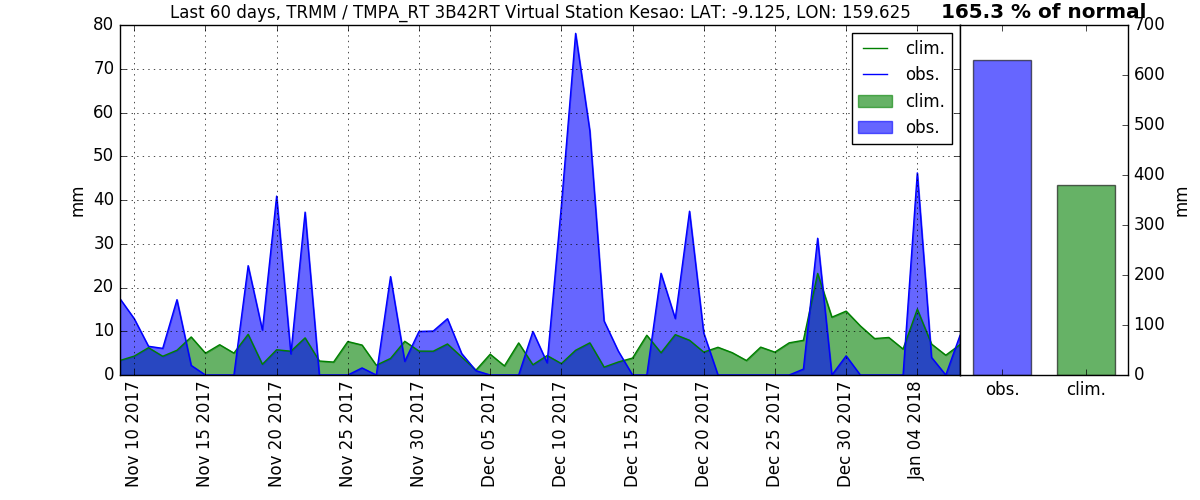 Last 60 days, TRMM / TMPA_RT 3B42RT Virtual Station Kesao: LAT: -9.125, LON: 159.625
165.3 % of normal
80
70
60
50
40
30
20
10
0
mm
clim.
obs.
clim.
obs.
Nov 10 2017
Nov 15 2017
Nov 20 2017
Nov 25 2017
Nov 30 2017
Dec 05 2017
Dec 10 2017
Dec 15 2017
Dec 20 2017
Dec 25 2017
Dec 30 2017
Jan 04 2018
700
600
500
400
300
200
100
0
mm
obs.
clim.